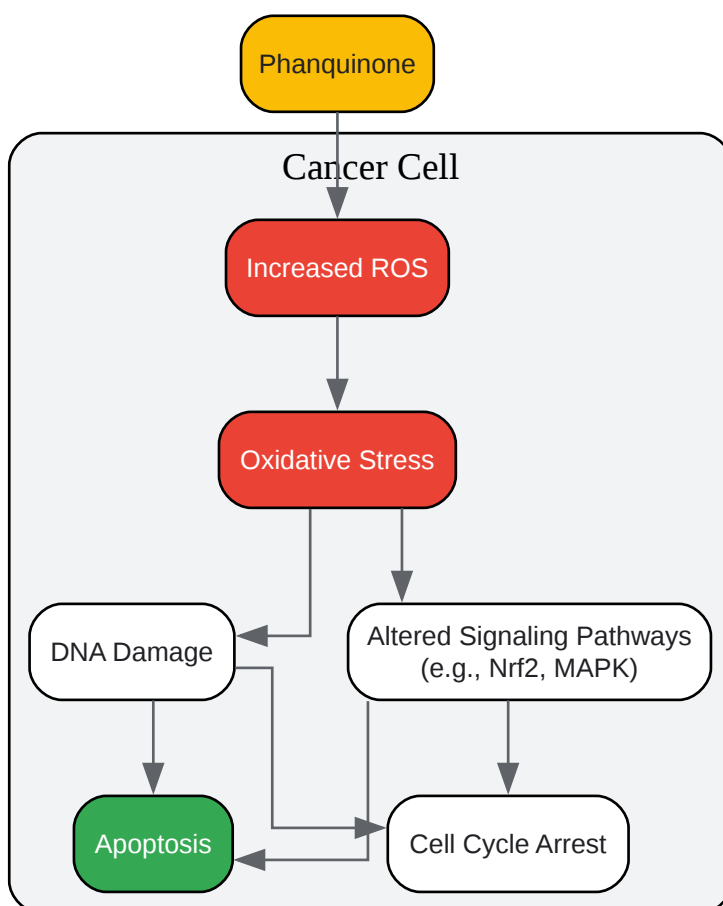 Phanquinone
Cancer Cell
Increased ROS
Oxidative Stress
DNA Damage
Altered Signaling Pathways
(e.g., Nrf2, MAPK)
Apoptosis
Cell Cycle Arrest